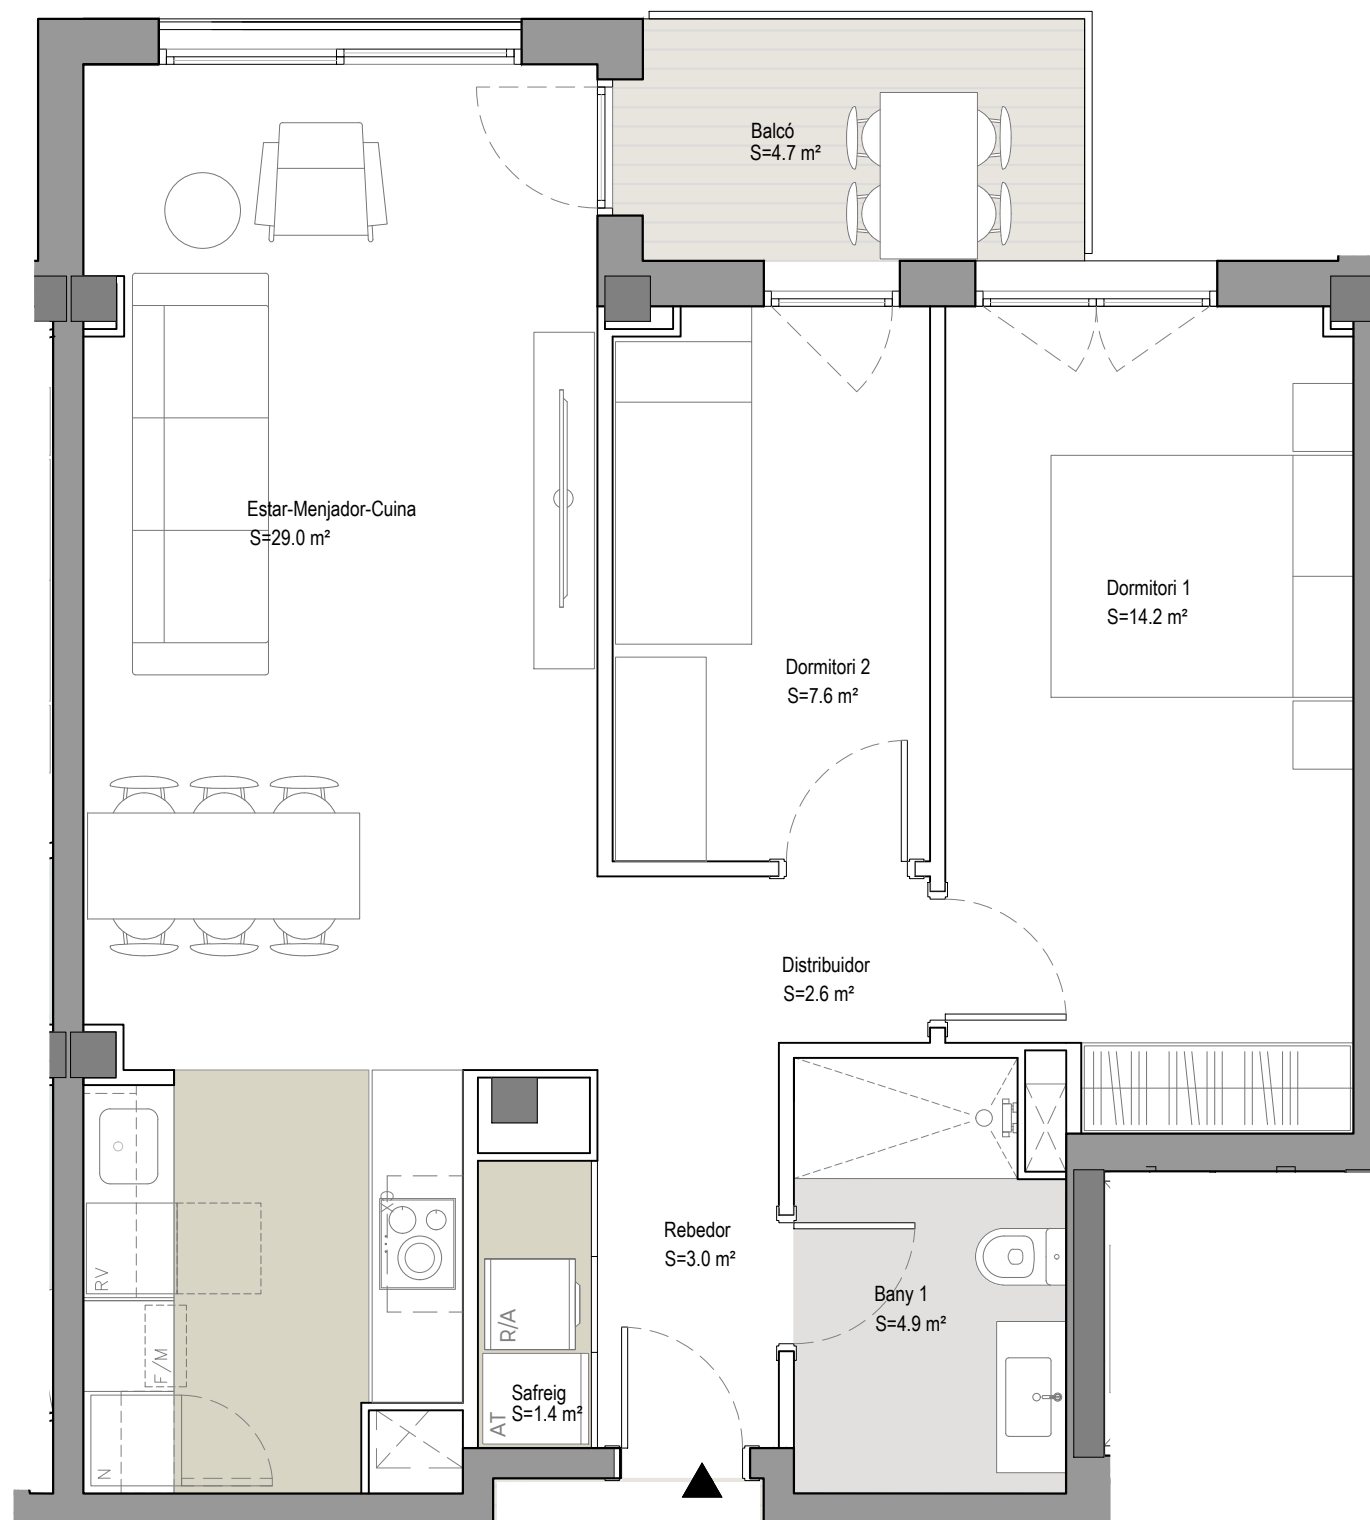 Balcó
S=4.7 m²
Estar-Menjador-Cuina
S=29.0 m²
Dormitori 1
S=14.2 m²
Dormitori 2
S=7.6 m²
Distribuidor
S=2.6 m²
XP
Rebedor
S=3.0 m²
RV
Bany 1
S=4.9 m²
R/A
F/M
Safreig
S=1.4 m²
AT
N